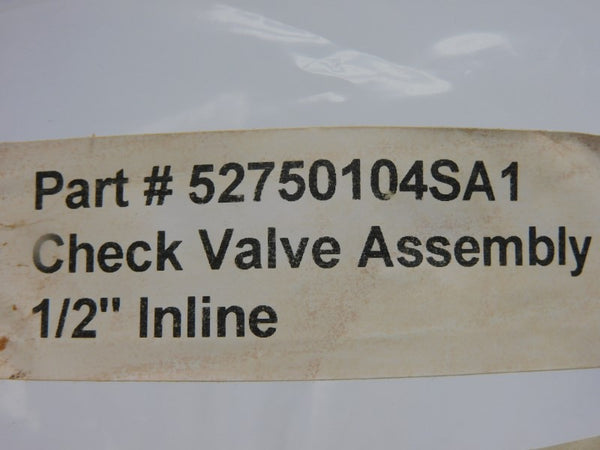 Part # 52750104SA1
Check Valve Assembly
1/2" Inline